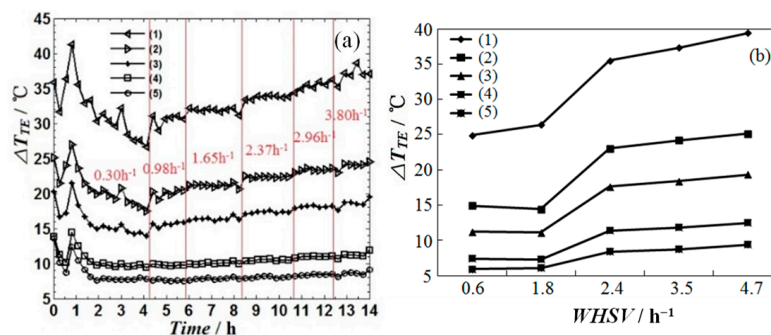 45
40
35
30
25
20
15
10
5
ΔT_TE / °C
(1)
(2)
(3)
(4)
(5)
(a)
0.30h⁻¹
0.98h⁻¹
1.65h⁻¹
2.37h⁻¹
2.96h⁻¹
3.80h⁻¹
0 1 2 3 4 5 6 7 8 9 10 11 12 13 14
Time / h
40
35
30
25
20
15
10
5
ΔT_TE / °C
(1)
(2)
(3)
(4)
(5)
(b)
0.6 1.8 2.4 3.5 4.7
WHSV / h⁻¹